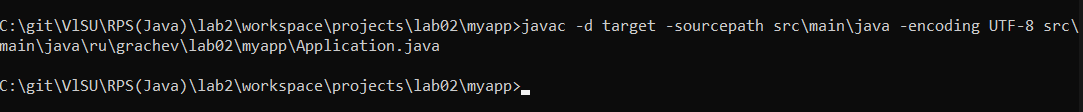 C:\git\VlSU\RPS(Java)\lab2\workspace\projects\lab02\myapp>javac -d target -sourcepath src\main\java -encoding UTF-8 src\
main\java\ru\grachev\lab02\myapp\Application.java
C:\git\VlSU\RPS(Java)\lab2\workspace\projects\lab02\myapp>